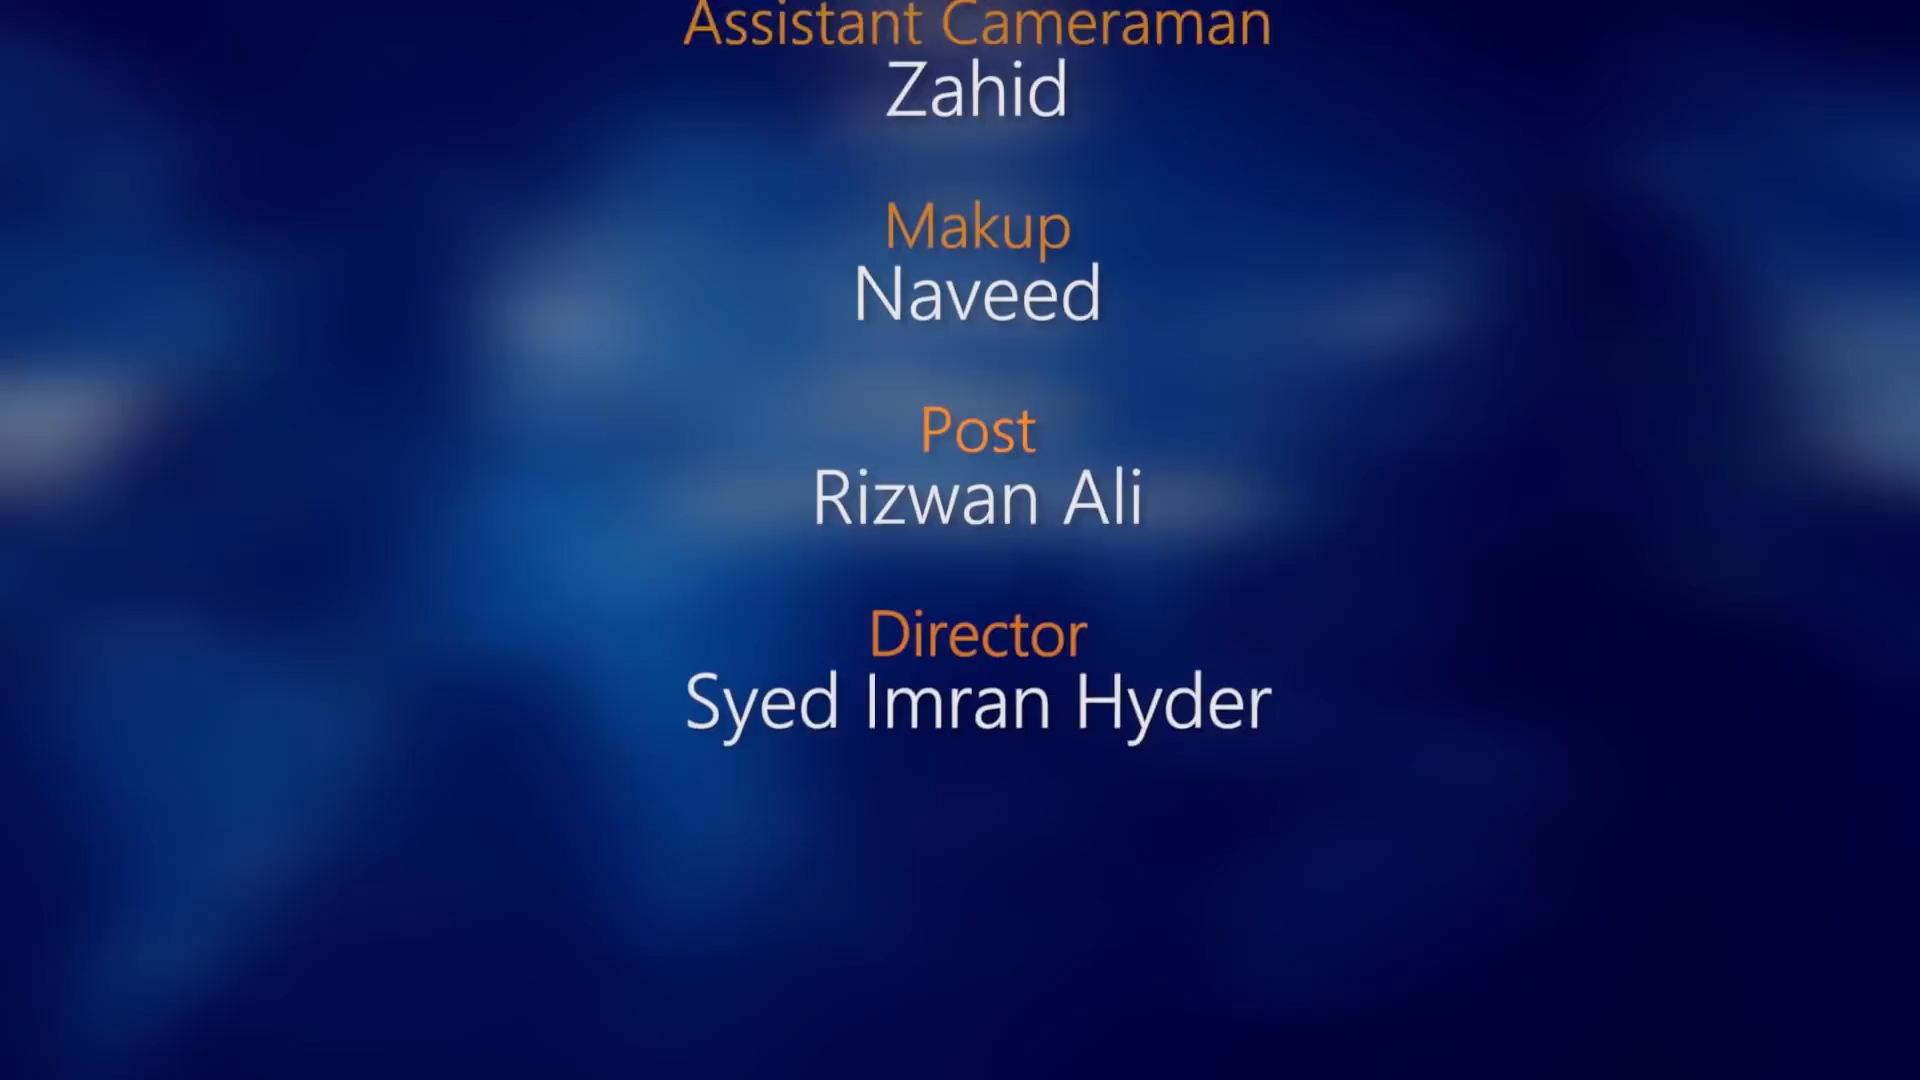 Assistant Cameraman
Zahid
Makup
Naveed
Post
Rizwan Ali
Director
Syed Imran Hyder